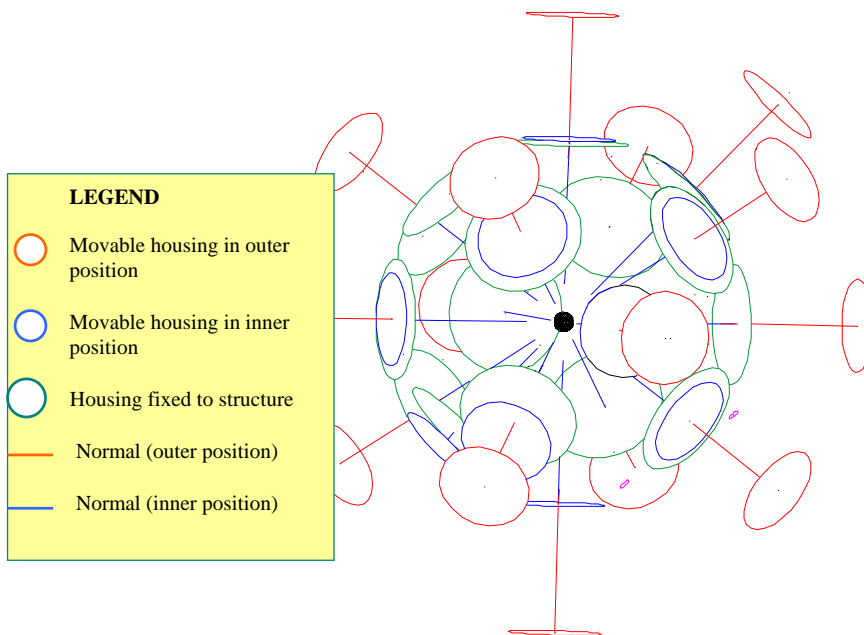 LEGEND
Movable housing in outer
position
Movable housing in inner
position
Housing fixed to structure
Normal (outer position)
Normal (inner position)